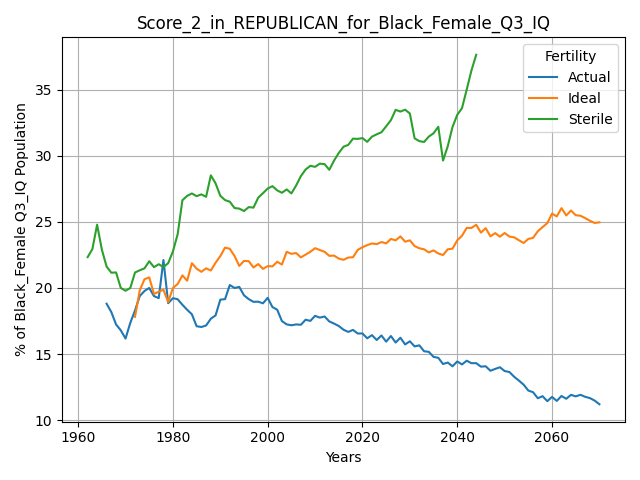 Score_2_in_REPUBLICAN_for_Black_Female_Q3_IQ
Fertility
Actual
Ideal
Sterile
% of Black_Female Q3_IQ Population
35
30
25
20
15
10
1960
1980
2000
2020
2040
2060
Years